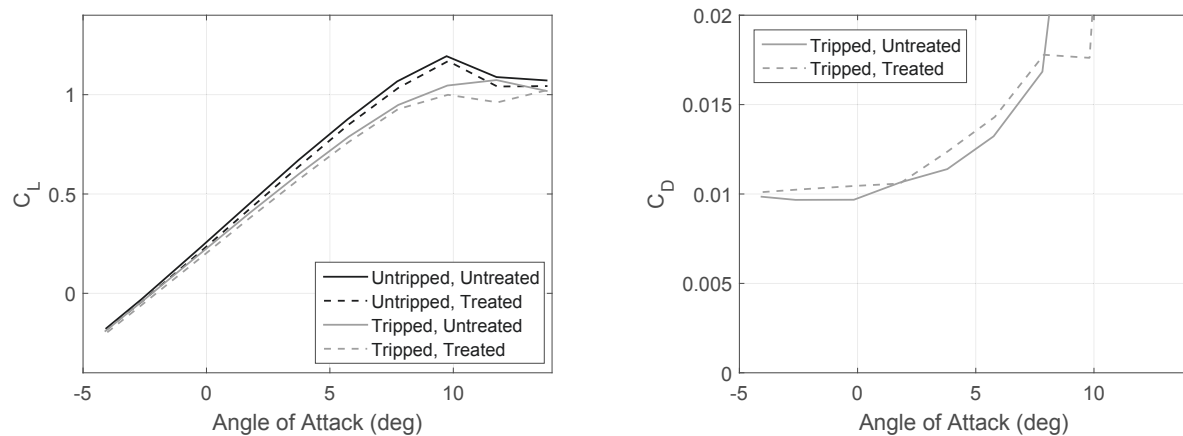 1
0.5
0
C_L
-5
0
5
10
Angle of Attack (deg)
Untripped, Untreated
Untripped, Treated
Tripped, Untreated
Tripped, Treated
0.02
0.015
0.01
0.005
0
C_D
-5
0
5
10
Angle of Attack (deg)
Tripped, Untreated
Tripped, Treated